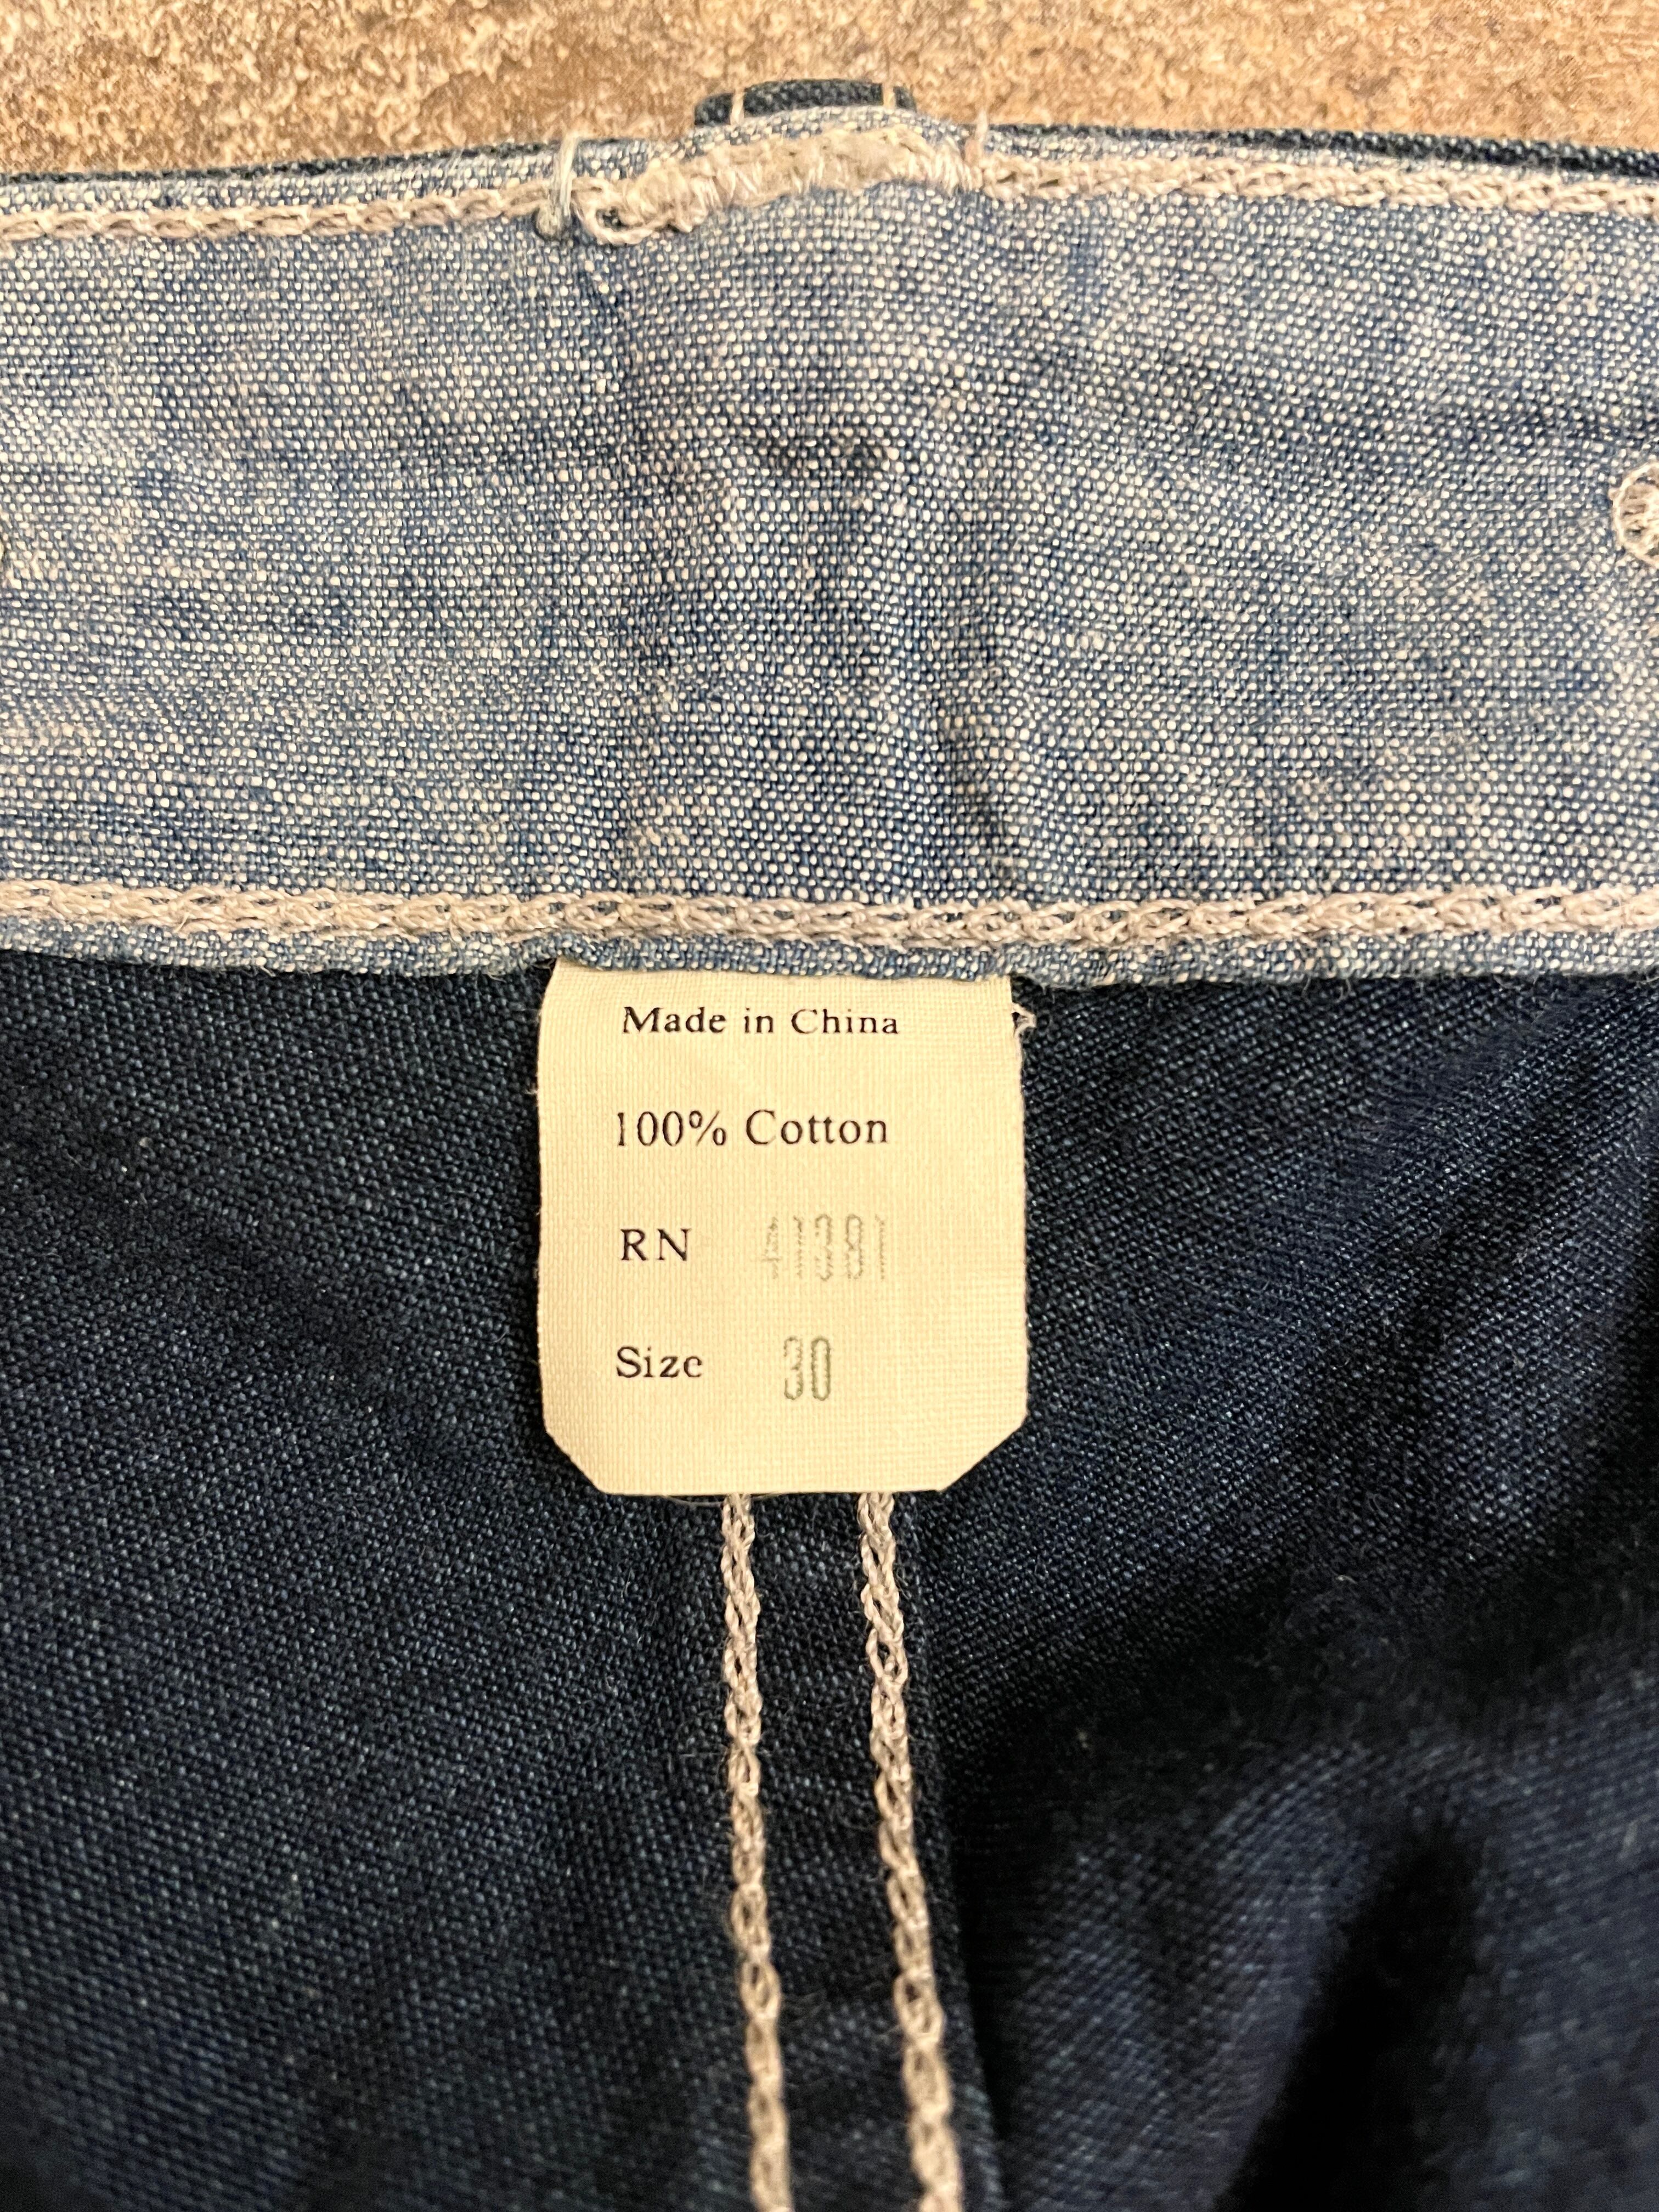 Made in China
100% Cotton
RN 41381
Size 30